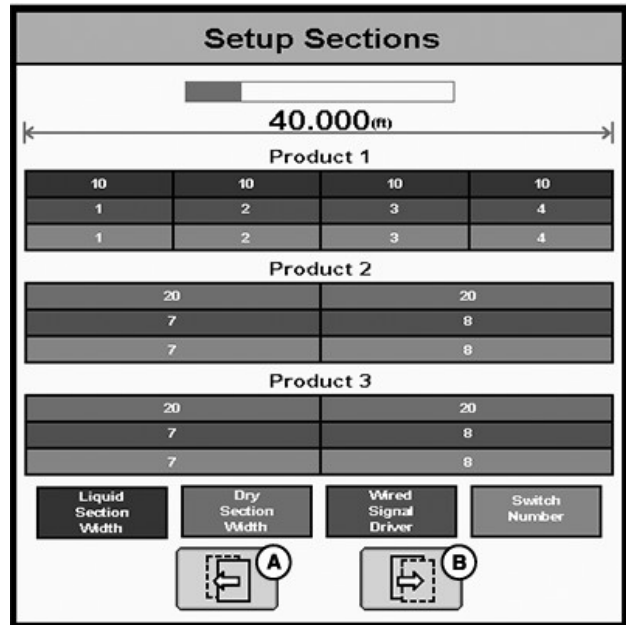 Setup Sections
40.000(ft)
Product 1
10 10 10 10
1 2 3 4
1 2 3 4
Product 2
20 20
7 8
7 8
Product 3
20 20
7 8
7 8
Liquid Section Width
Dry Section Width
Wired Signal Driver
Switch Number
A B